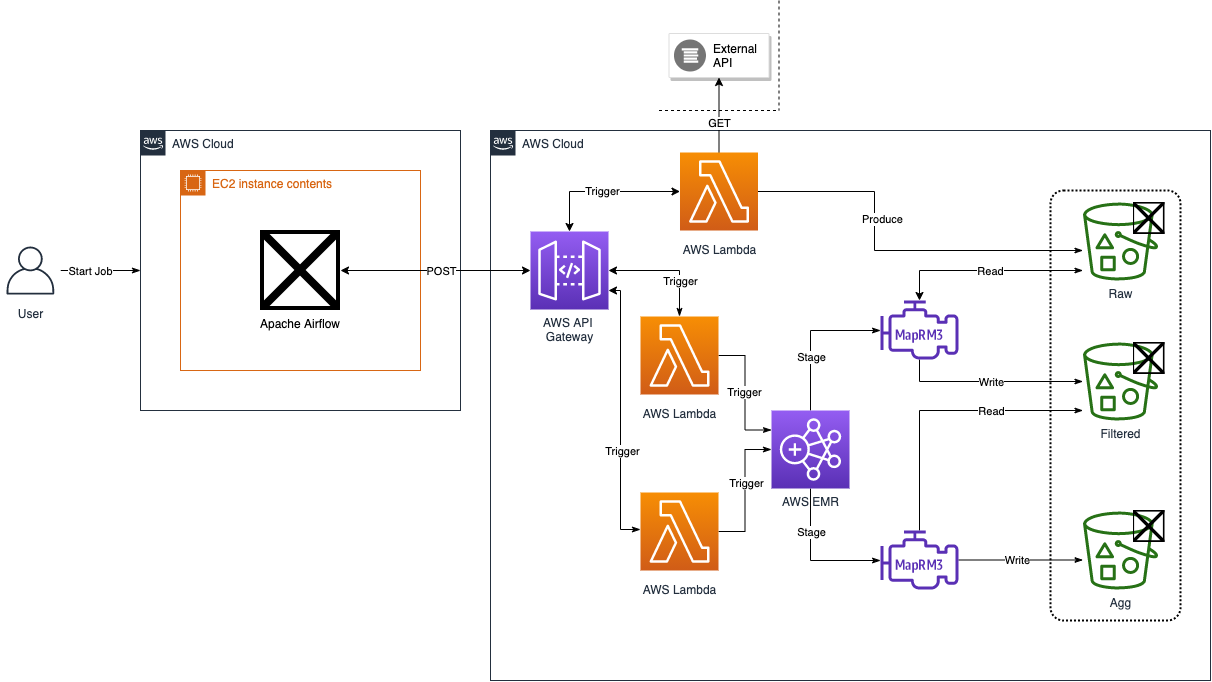 External
API
GET
aws
AWS Cloud
aws
AWS Cloud
EC2 instance contents
Trigger
Produce
AWS Lambda
Start Job
POST
Trigger
Read
Raw
User
Apache Airflow
AWS API
Gateway
MapRM3
Stage
Write
Trigger
AWS Lambda
Read
Filtered
Trigger
Trigger
AWS EMR
Stage
MapRM3
Write
AWS Lambda
Agg